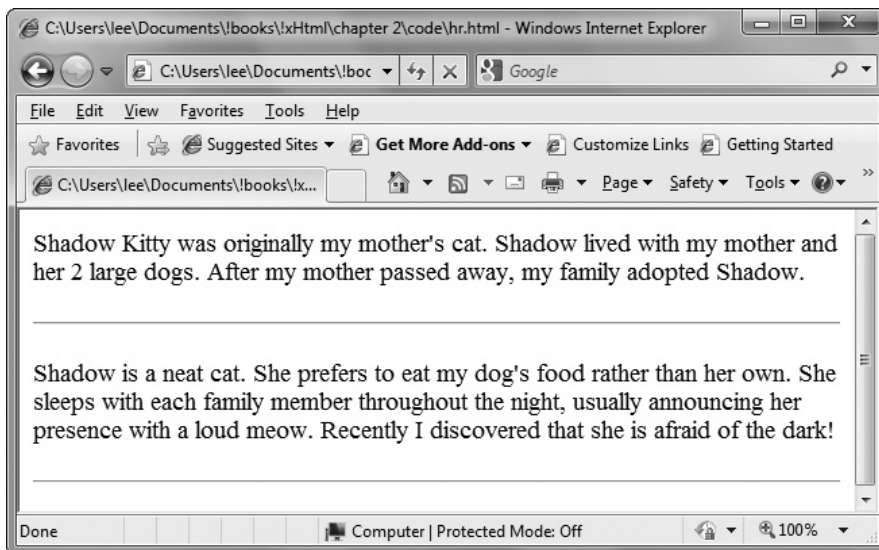 C:\Users\lee\Documents\!books\!xHtml\chapter 2\code\hr.html - Windows Internet Explorer
C:\Users\lee\Documents\!boc Google
File Edit View Favorites Tools Help
Favorites Suggested Sites Get More Add-ons Customize Links Getting Started
C:\Users\lee\Documents\!books\!x... Page Safety Tools »
Shadow Kitty was originally my mother's cat. Shadow lived with my mother and
her 2 large dogs. After my mother passed away, my family adopted Shadow.
Shadow is a neat cat. She prefers to eat my dog's food rather than her own. She
sleeps with each family member throughout the night, usually announcing her
presence with a loud meow. Recently I discovered that she is afraid of the dark!
Done Computer | Protected Mode: Off 100%